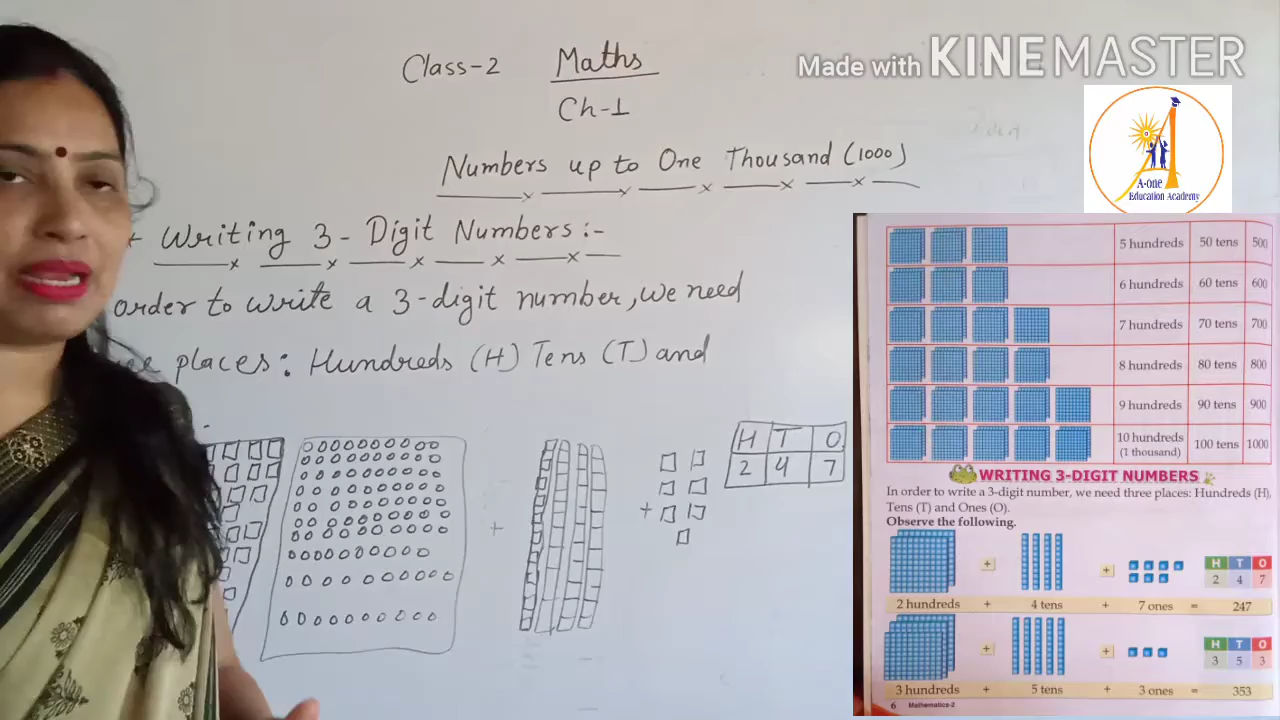 Class-2 Maths
Ch-1
Numbers up to One Thousand (1000)
Writing 3-Digit Numbers:-
order to write a 3-digit number, we need
places: Hundreds (H) Tens (T) and
+
+
H T O
2 4 7
Made with KINEMASTER
A-one
Education Academy
5 hundreds 50 tens 500
6 hundreds 60 tens 600
7 hundreds 70 tens 700
8 hundreds 80 tens 800
9 hundreds 90 tens 900
10 hundreds
(1 thousand) 100 tens 1000
WRITING 3-DIGIT NUMBERS
In order to write a 3-digit number, we need three places: Hundreds (H),
Tens (T) and Ones (O).
Observe the following.
+ + H T O
2 4 7
2 hundreds + 4 tens + 7 ones = 247
+ + H T O
3 5 3
3 hundreds + 5 tens + 3 ones = 353
6 Mathematics-2